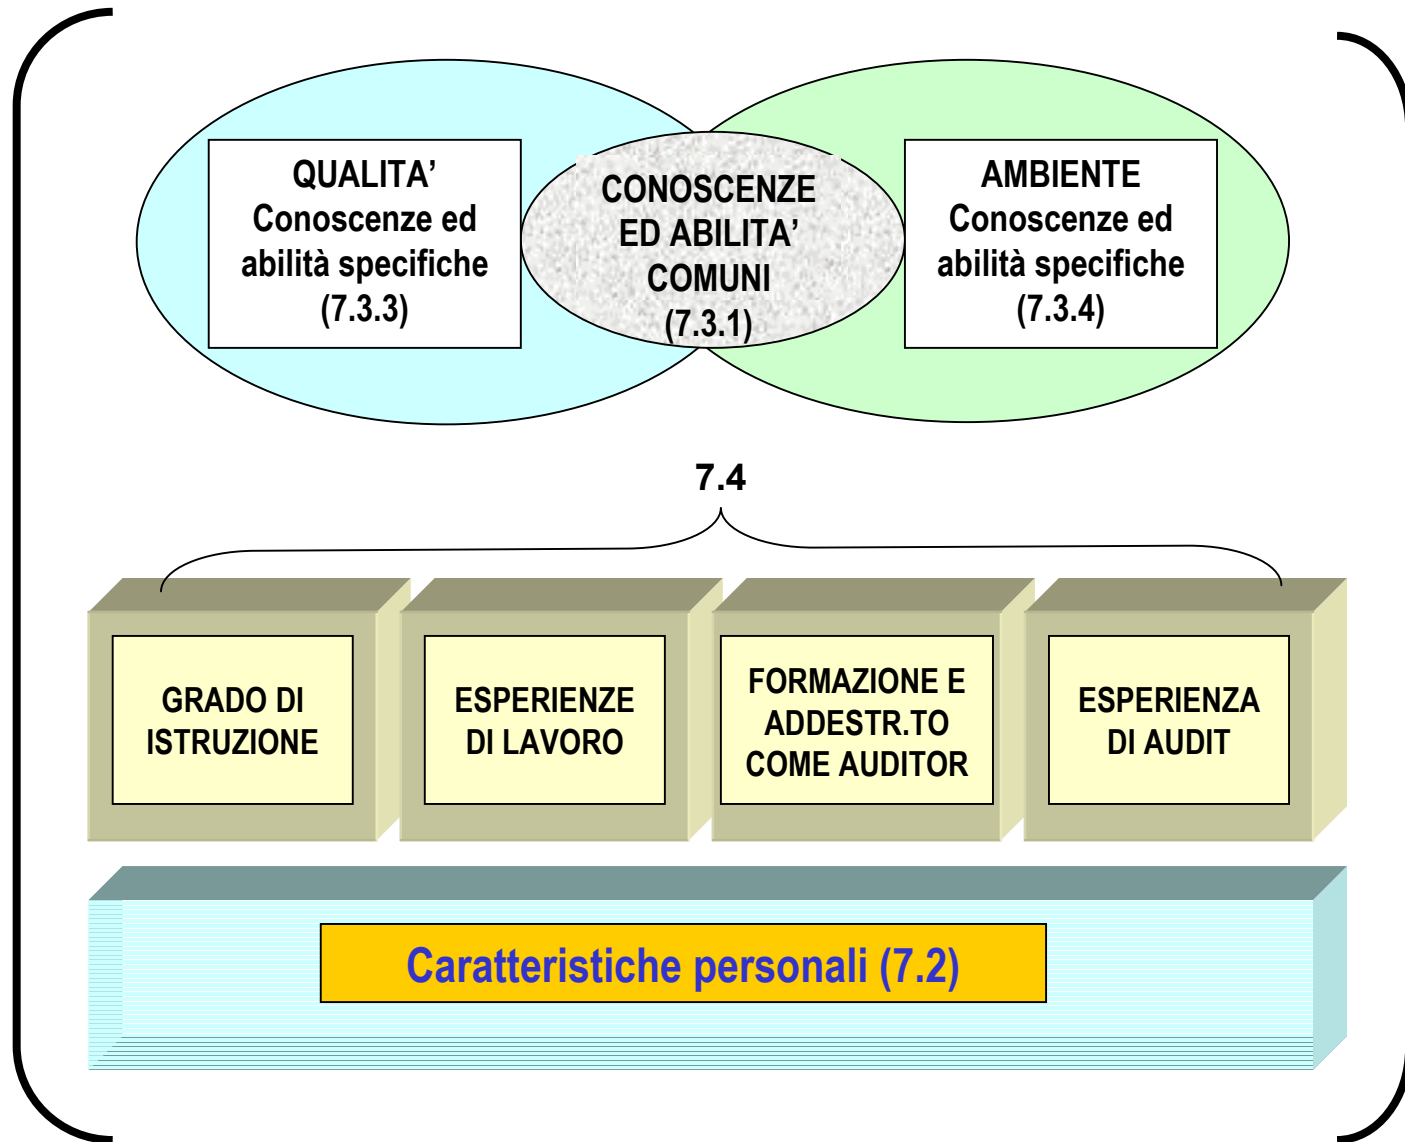 QUALITA’
Conoscenze ed
abilità specifiche
(7.3.3)
CONOSCENZE
ED ABILITA’
COMUNI
(7.3.1)
AMBIENTE
Conoscenze ed
abilità specifiche
(7.3.4)
7.4
GRADO DI
ISTRUZIONE
ESPERIENZE
DI LAVORO
FORMAZIONE E
ADDESTR.TO
COME AUDITOR
ESPERIENZA
DI AUDIT
Caratteristiche personali (7.2)